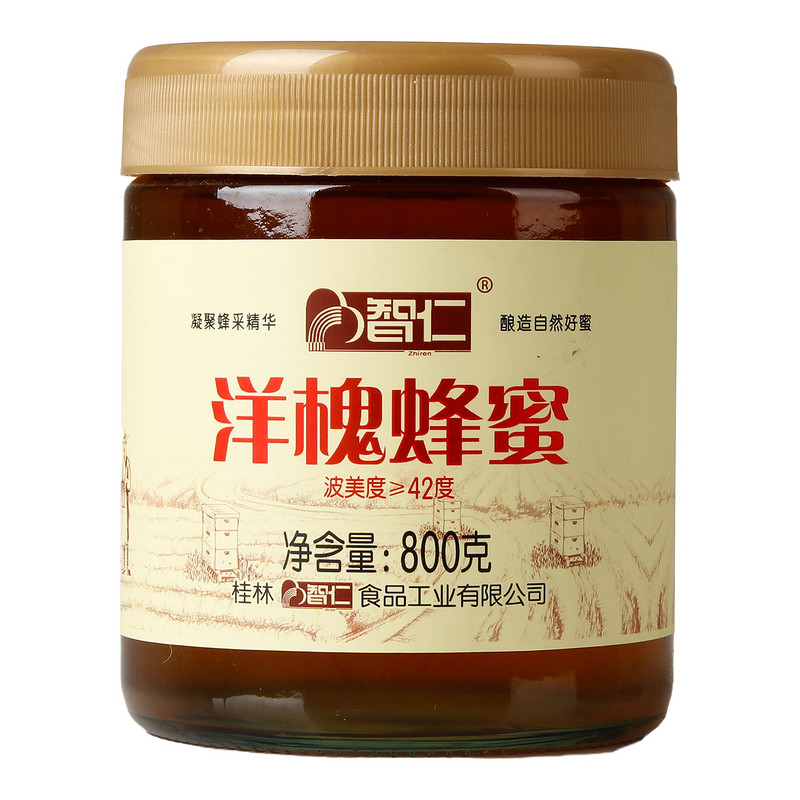 智仁®
Zhiren
凝聚蜂采精华
酿造自然好蜜
洋槐蜂蜜
波美度≥42度
净含量:800克
桂林智仁食品工业有限公司